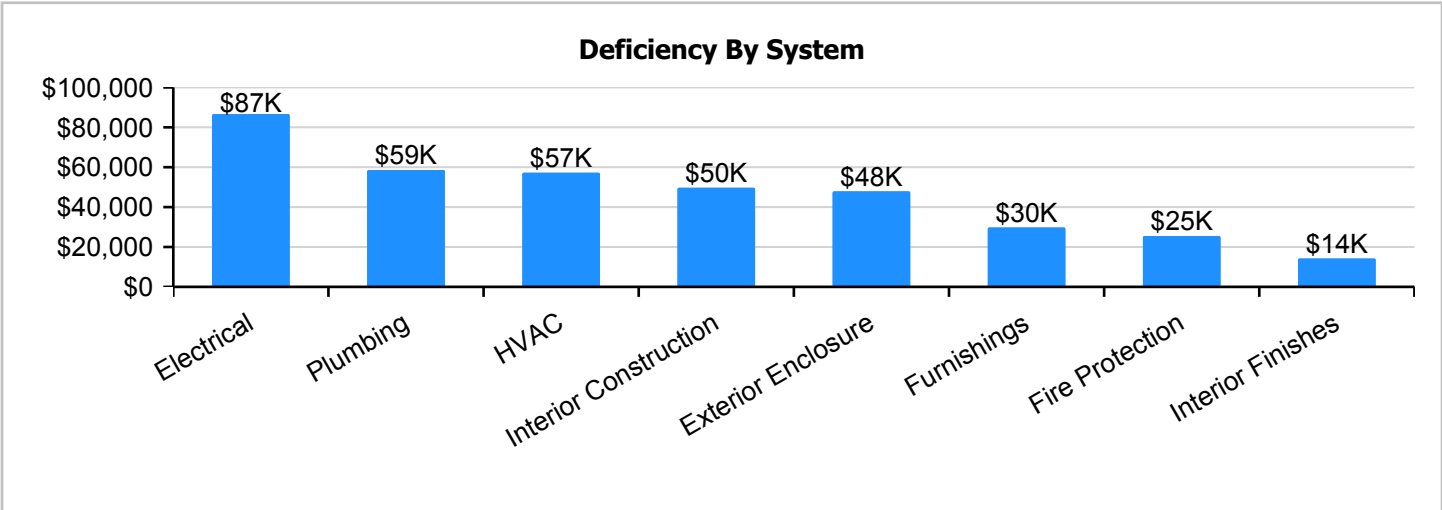 Deficiency By System
$100,000
$80,000
$60,000
$40,000
$20,000
$0
$87K
$59K
$57K
$50K
$48K
$30K
$25K
$14K
Electrical
Plumbing
HVAC
Interior Construction
Exterior Enclosure
Furnishings
Fire Protection
Interior Finishes